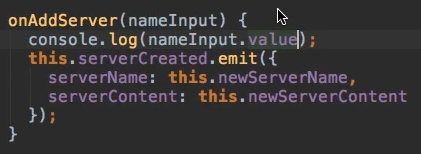 onAddServer(nameInput) {
console.log(nameInput.value);
this.serverCreated.emit({
serverName: this.newServerName,
serverContent: this.newServerContent
});
}